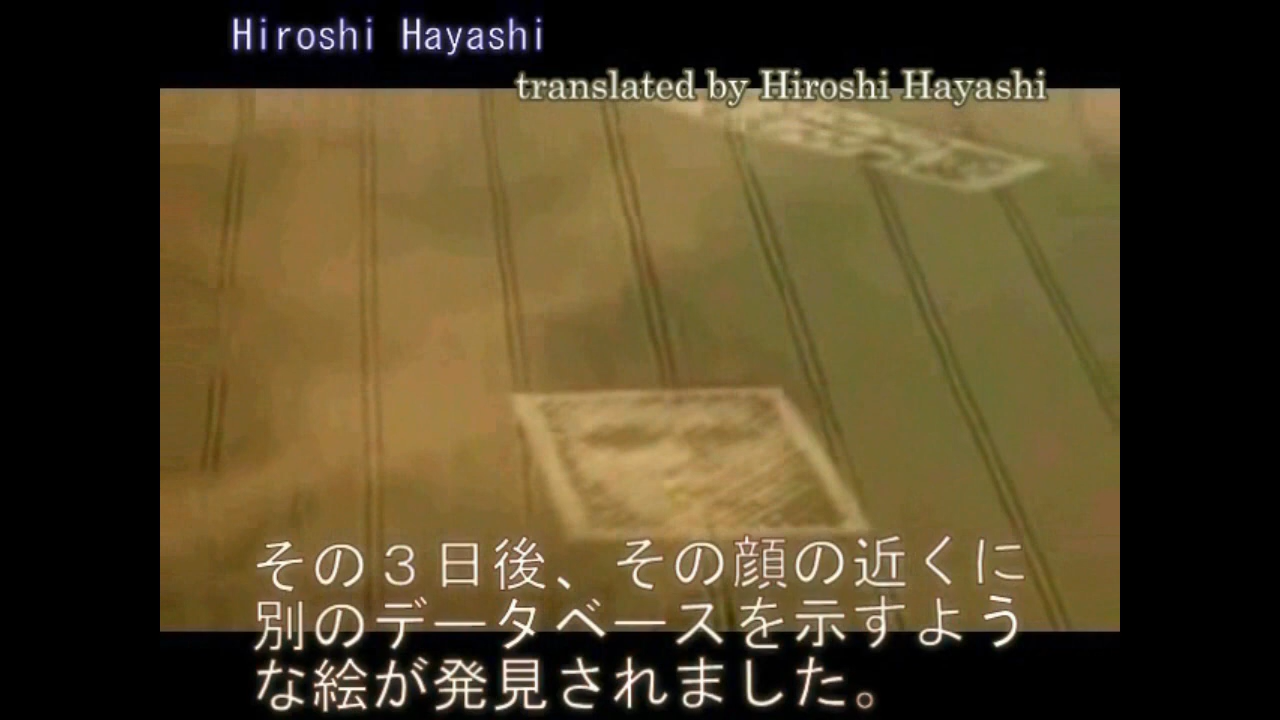 Hiroshi Hayashi
translated by Hiroshi Hayashi
その３日後、その顔の近くに
別のデータベースを示すよう
な絵が発見されました。